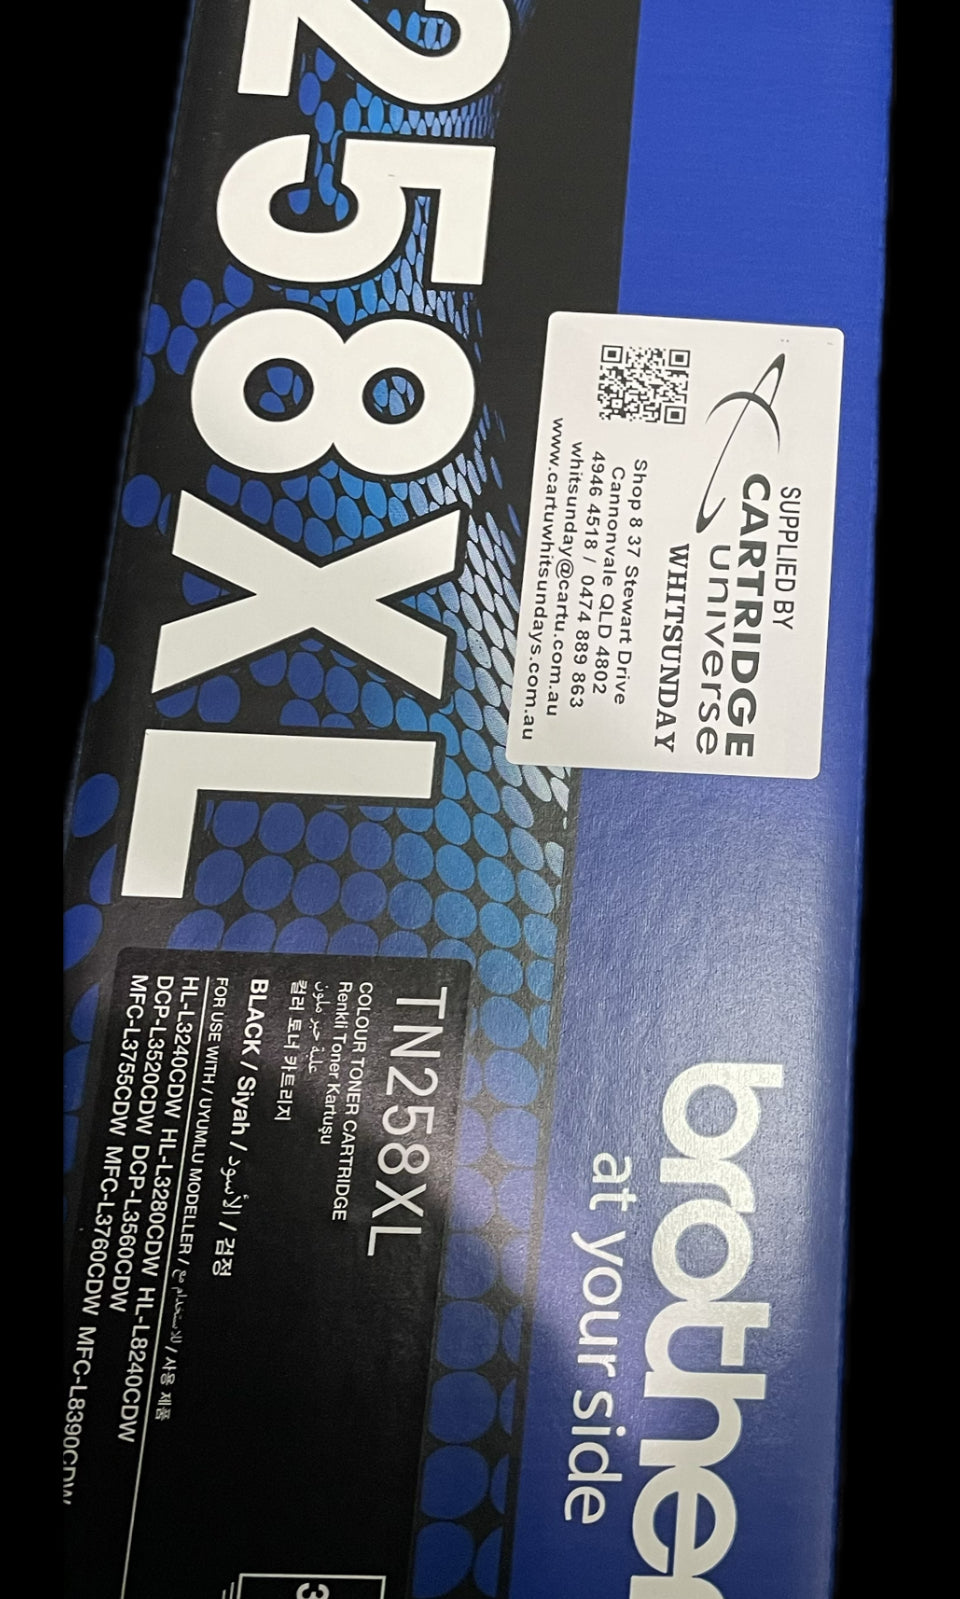 258XL
SUPPLIED BY
CARTRIDGE
universe
WHITSUNDAY
Shop 8 37 Stewart Drive
Cannonvale QLD 4802
4946 4518 / 0474 889 863
whitsunday@cartu.com.au
www.cartuwhitsundays.com.au
brother
at your side
TN258XL
COLOUR TONER CARTRIDGE
Renkli Toner Kartuşu
علبة حبر ملون
컬러 토너 카트리지
BLACK / Siyah / الأسود / 검정
FOR USE WITH / UYUMLU MODELLER / للاستخدام مع / 사용 제품
HL-L3240CDW HL-L3280CDW HL-L8240CDW
DCP-L3520CDW DCP-L3560CDW
MFC-L3755CDW MFC-L3760CDW MFC-L8390CDW
3